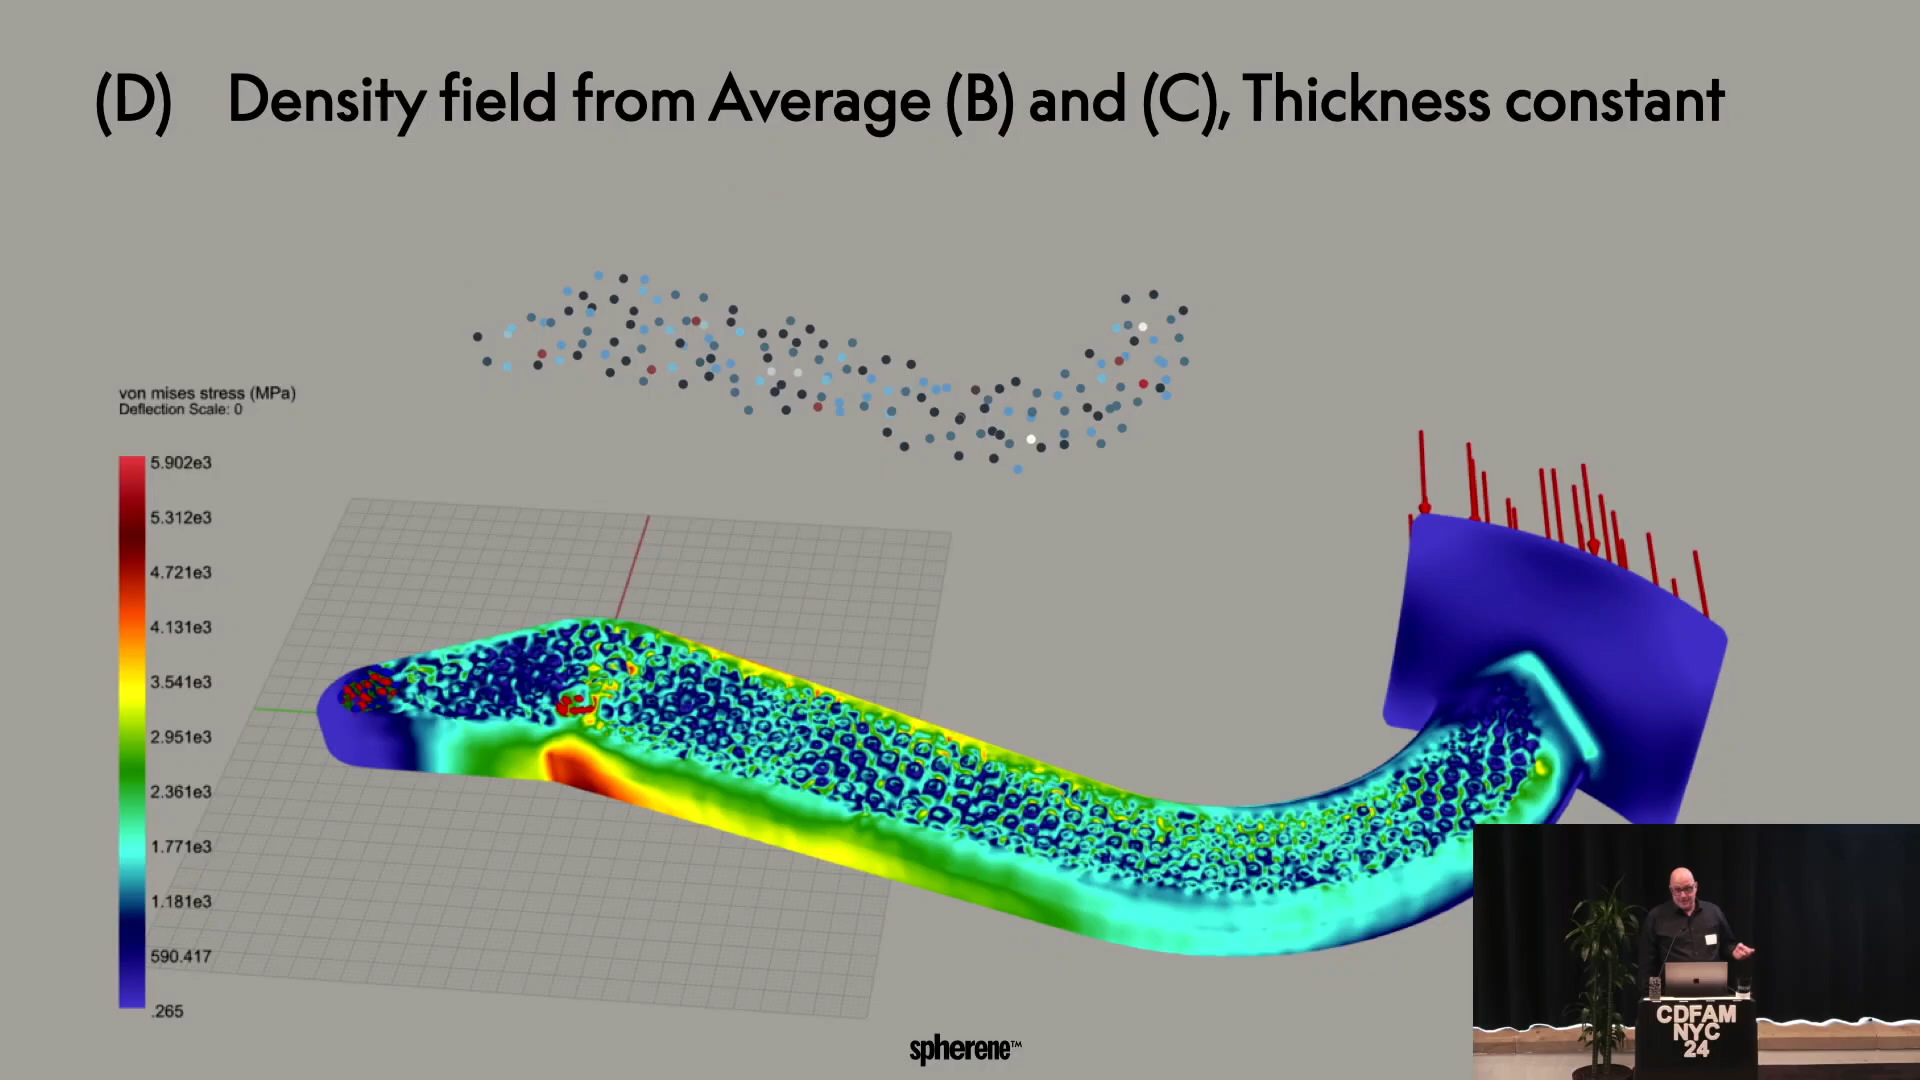 (D) Density field from Average (B) and (C), Thickness constant
von mises stress (MPa)
Deflection Scale: 0
5.902e3
5.312e3
4.721e3
4.131e3
3.541e3
2.951e3
2.361e3
1.771e3
1.181e3
590.417
.265
spherene™
CDFAM
NYC
24